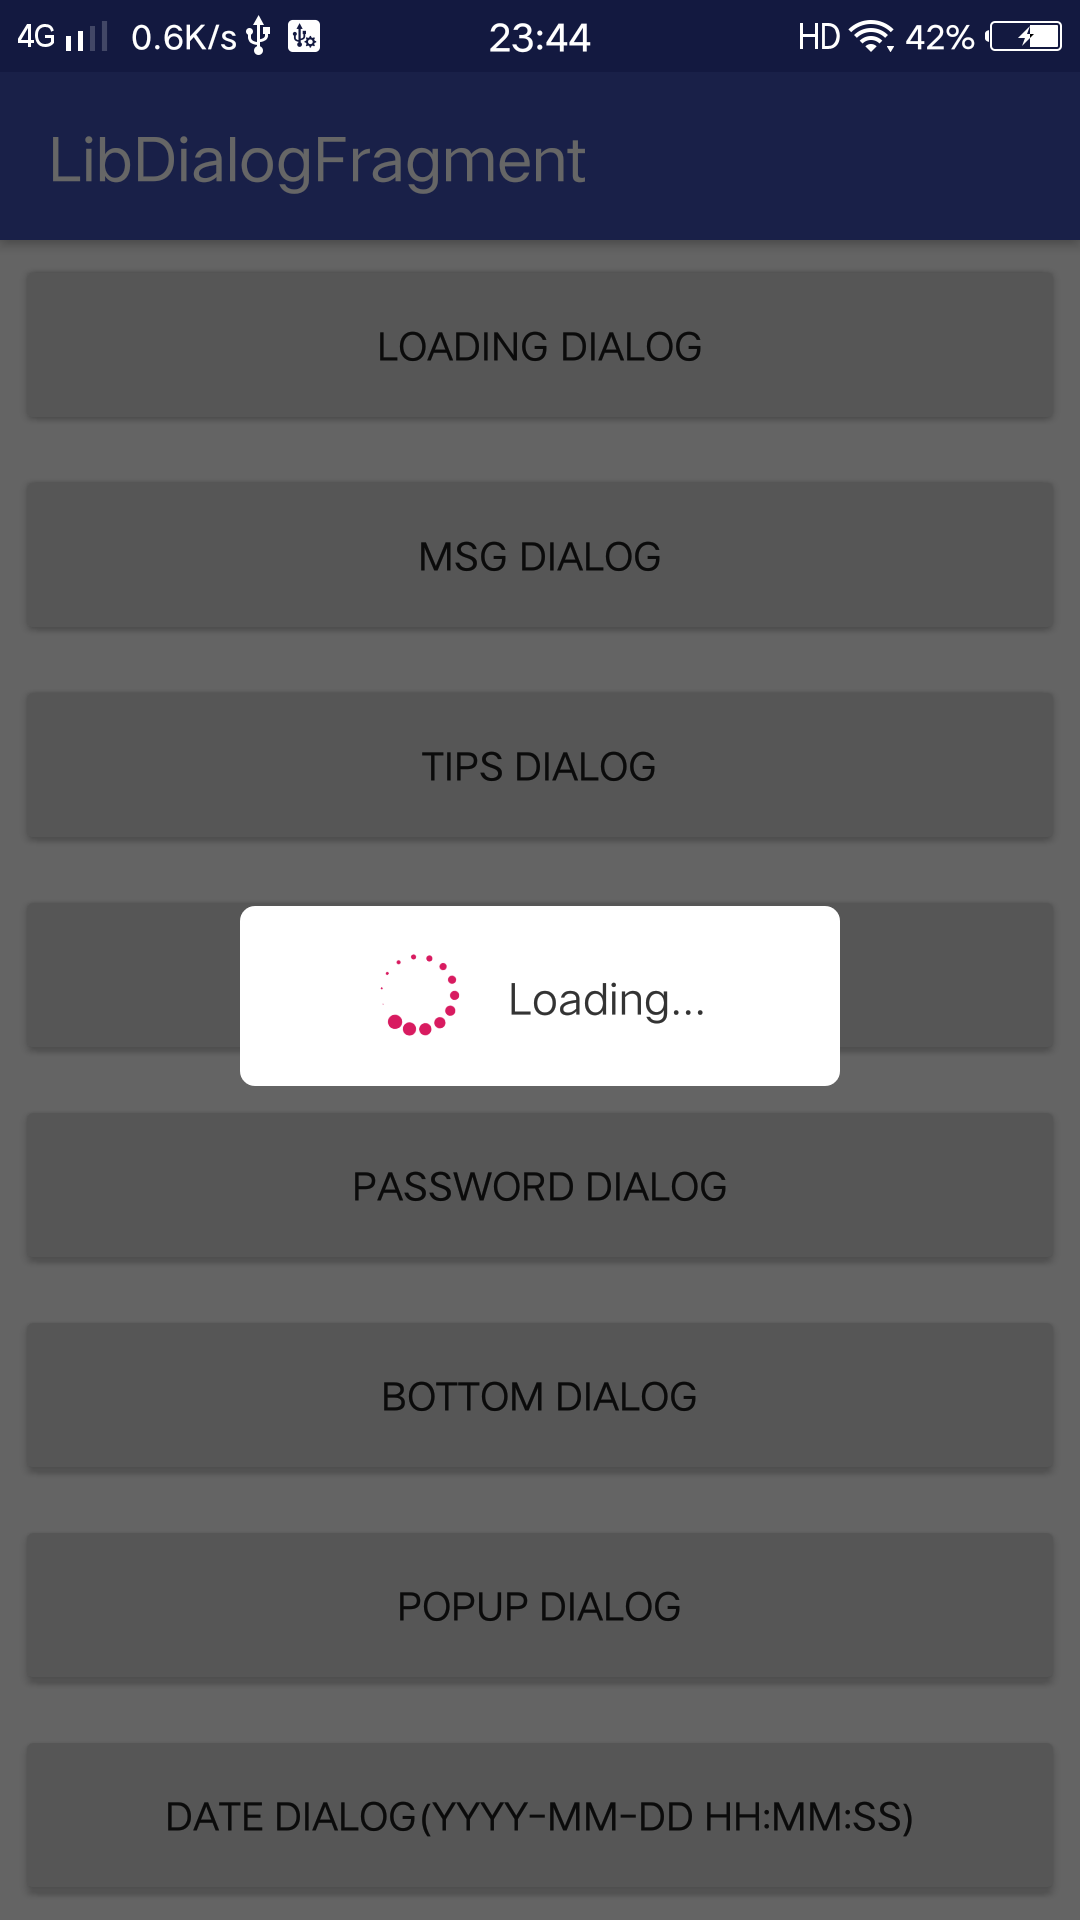 4G 0.6K/s 23:44 HD 42%
LibDialogFragment
LOADING DIALOG
MSG DIALOG
TIPS DIALOG
Loading...
PASSWORD DIALOG
BOTTOM DIALOG
POPUP DIALOG
DATE DIALOG(YYYY-MM-DD HH:MM:SS)